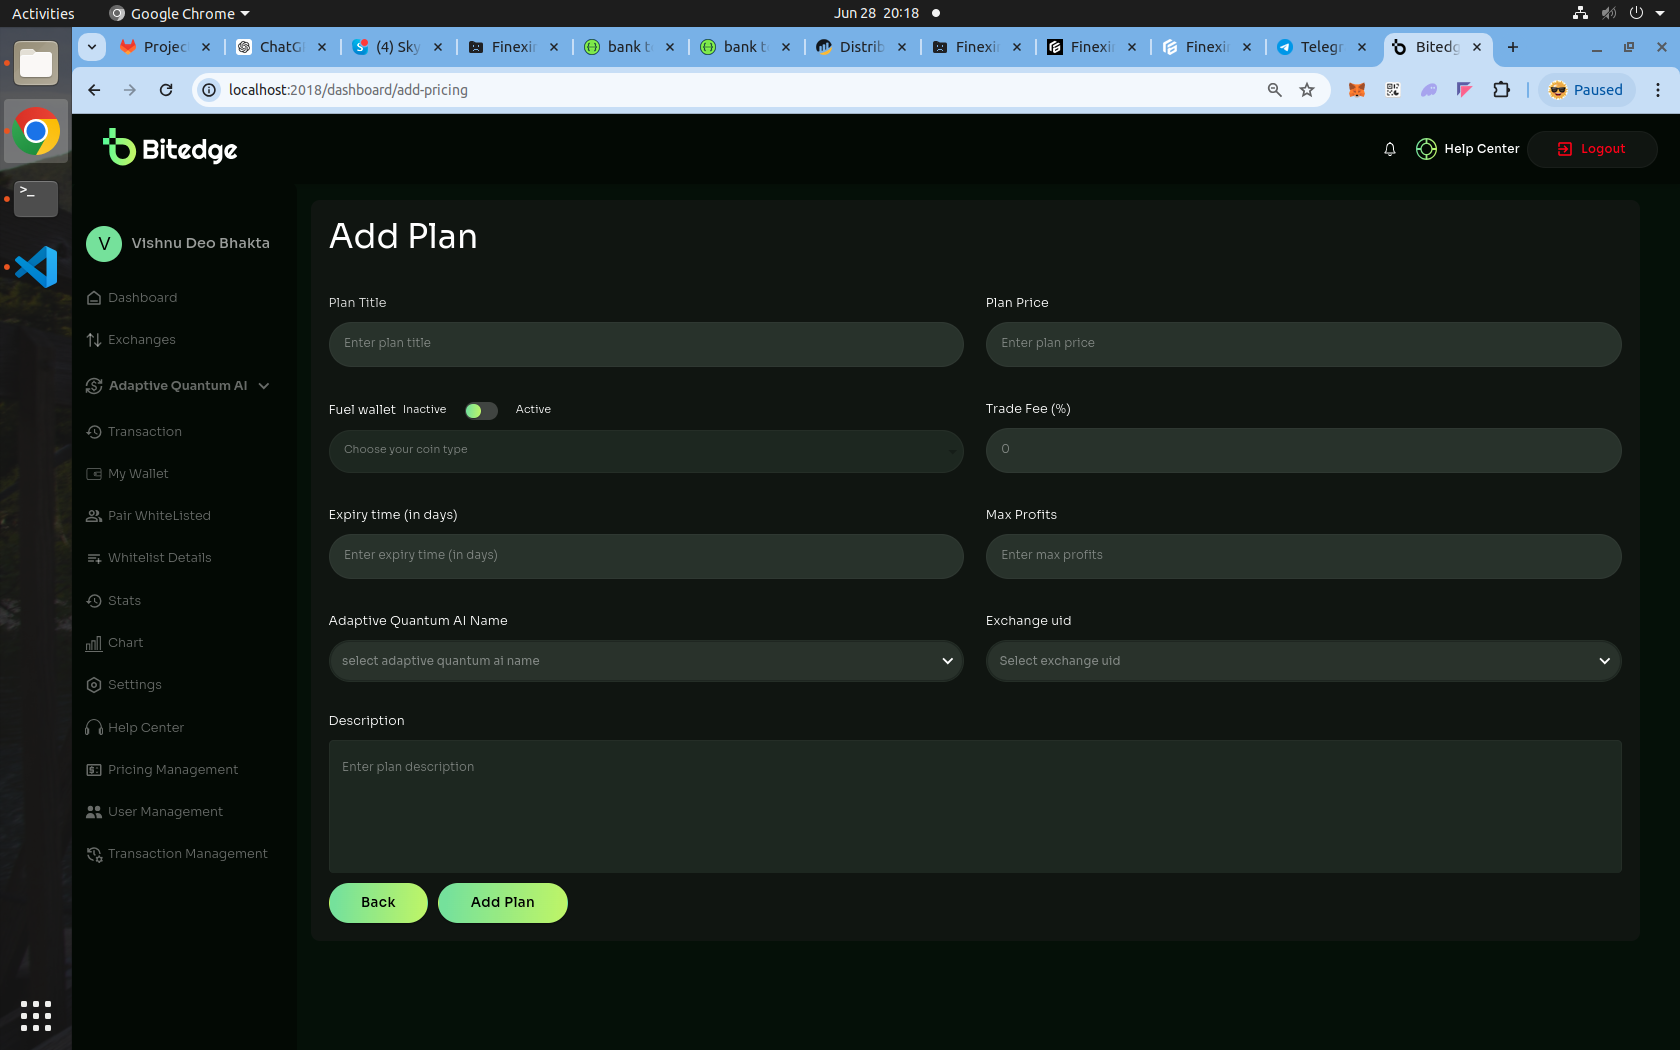 Activities Google Chrome Jun 28 20:18
Projec ChatG (4) Sky Finexin bank t bank t Distrib Finexin Finexin Finexin Telegr Bitedg
localhost:2018/dashboard/add-pricing Paused
Bitedge Help Center Logout
Vishnu Deo Bhakta
V
Dashboard
Exchanges
Adaptive Quantum AI
Transaction
My Wallet
Pair WhiteListed
Whitelist Details
Stats
Chart
Settings
Help Center
Pricing Management
User Management
Transaction Management
Add Plan
Plan Title Plan Price
Enter plan title Enter plan price
Fuel wallet Inactive Active Trade Fee (%)
Choose your coin type 0
Expiry time (in days) Max Profits
Enter expiry time (in days) Enter max profits
Adaptive Quantum AI Name Exchange uid
select adaptive quantum ai name Select exchange uid
Description
Enter plan description
Back Add Plan